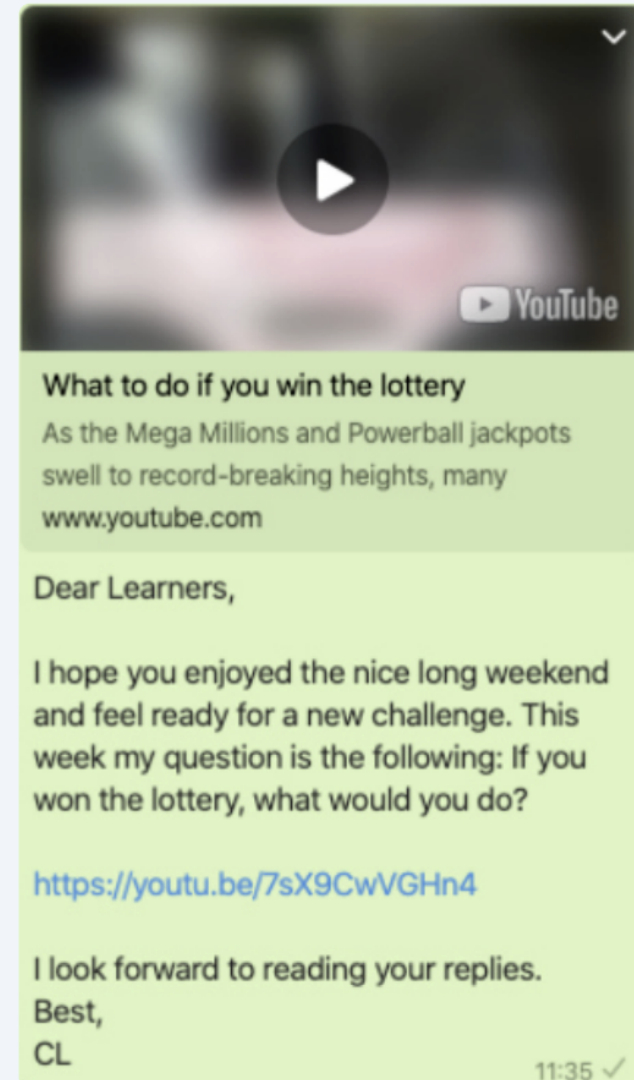 YouTube
What to do if you win the lottery
As the Mega Millions and Powerball jackpots
swell to record-breaking heights, many
www.youtube.com
Dear Learners,
I hope you enjoyed the nice long weekend
and feel ready for a new challenge. This
week my question is the following: If you
won the lottery, what would you do?
https://youtu.be/7sX9CwVGHn4
I look forward to reading your replies.
Best,
CL
11:35